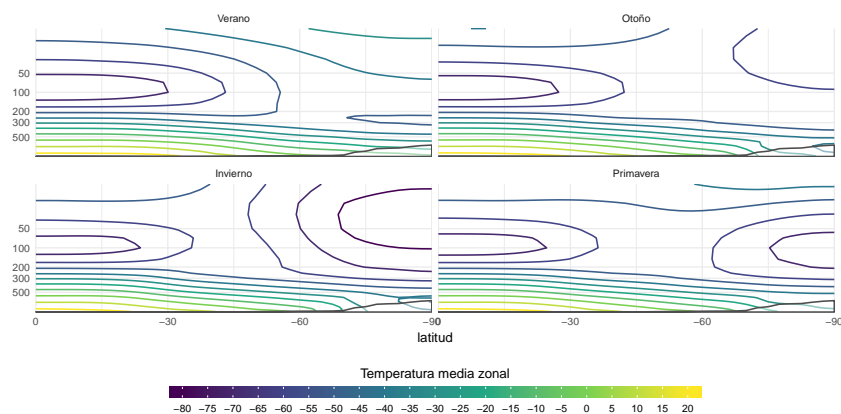 Verano
Otoño
50
100
200
300
500
Invierno
Primavera
50
100
200
300
500
0 −30 −60 −90 −30 −60 −90
latitud
Temperatura media zonal
−80 −75 −70 −65 −60 −55 −50 −45 −40 −35 −30 −25 −20 −15 −10 −5 0 5 10 15 20